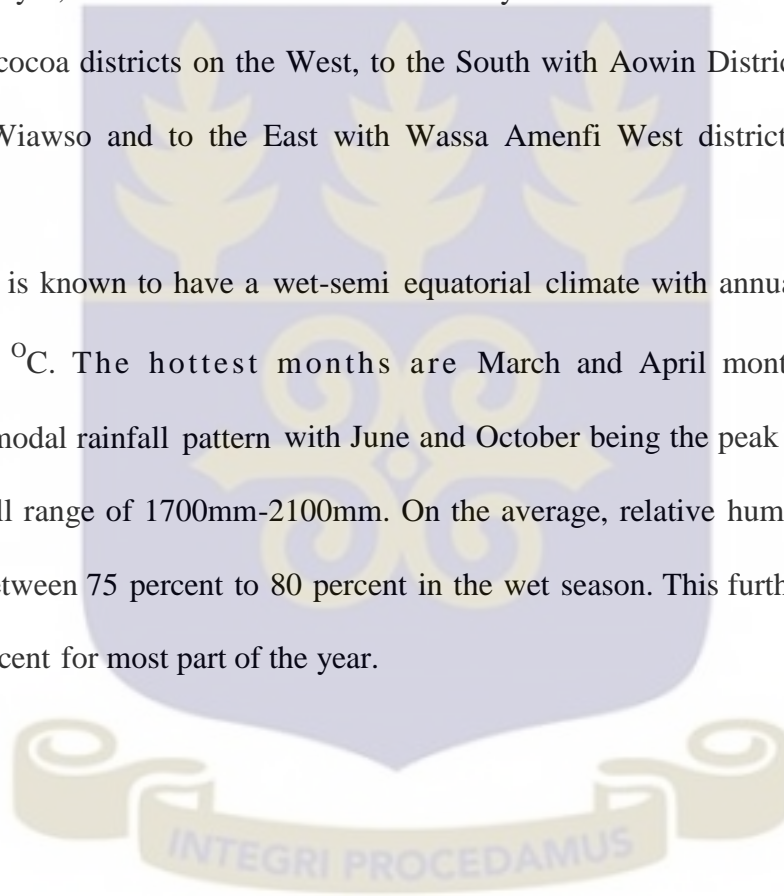 cocoa districts on the West, to the South with Aowin Distric
Wiawso and to the East with Wassa Amenfi West district
is known to have a wet-semi equatorial climate with annua
ᴼC. The hottest months are March and April mont
modal rainfall pattern with June and October being the peak
ll range of 1700mm-2100mm. On the average, relative hum
etween 75 percent to 80 percent in the wet season. This furth
cent for most part of the year.
INTEGRI PROCEDAMUS